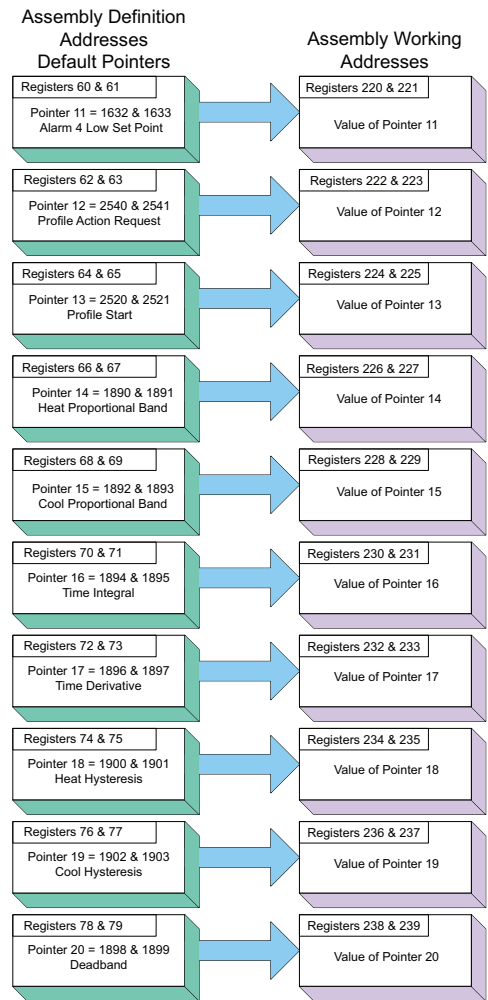 Assembly Definition
Addresses
Default Pointers
Assembly Working
Addresses
Registers 60 & 61
Pointer 11 = 1632 & 1633
Alarm 4 Low Set Point
Registers 220 & 221
Value of Pointer 11
Registers 62 & 63
Pointer 12 = 2540 & 2541
Profile Action Request
Registers 222 & 223
Value of Pointer 12
Registers 64 & 65
Pointer 13 = 2520 & 2521
Profile Start
Registers 224 & 225
Value of Pointer 13
Registers 66 & 67
Pointer 14 = 1890 & 1891
Heat Proportional Band
Registers 226 & 227
Value of Pointer 14
Registers 68 & 69
Pointer 15 = 1892 & 1893
Cool Proportional Band
Registers 228 & 229
Value of Pointer 15
Registers 70 & 71
Pointer 16 = 1894 & 1895
Time Integral
Registers 230 & 231
Value of Pointer 16
Registers 72 & 73
Pointer 17 = 1896 & 1897
Time Derivative
Registers 232 & 233
Value of Pointer 17
Registers 74 & 75
Pointer 18 = 1900 & 1901
Heat Hysteresis
Registers 234 & 235
Value of Pointer 18
Registers 76 & 77
Pointer 19 = 1902 & 1903
Cool Hysteresis
Registers 236 & 237
Value of Pointer 19
Registers 78 & 79
Pointer 20 = 1898 & 1899
Deadband
Registers 238 & 239
Value of Pointer 20